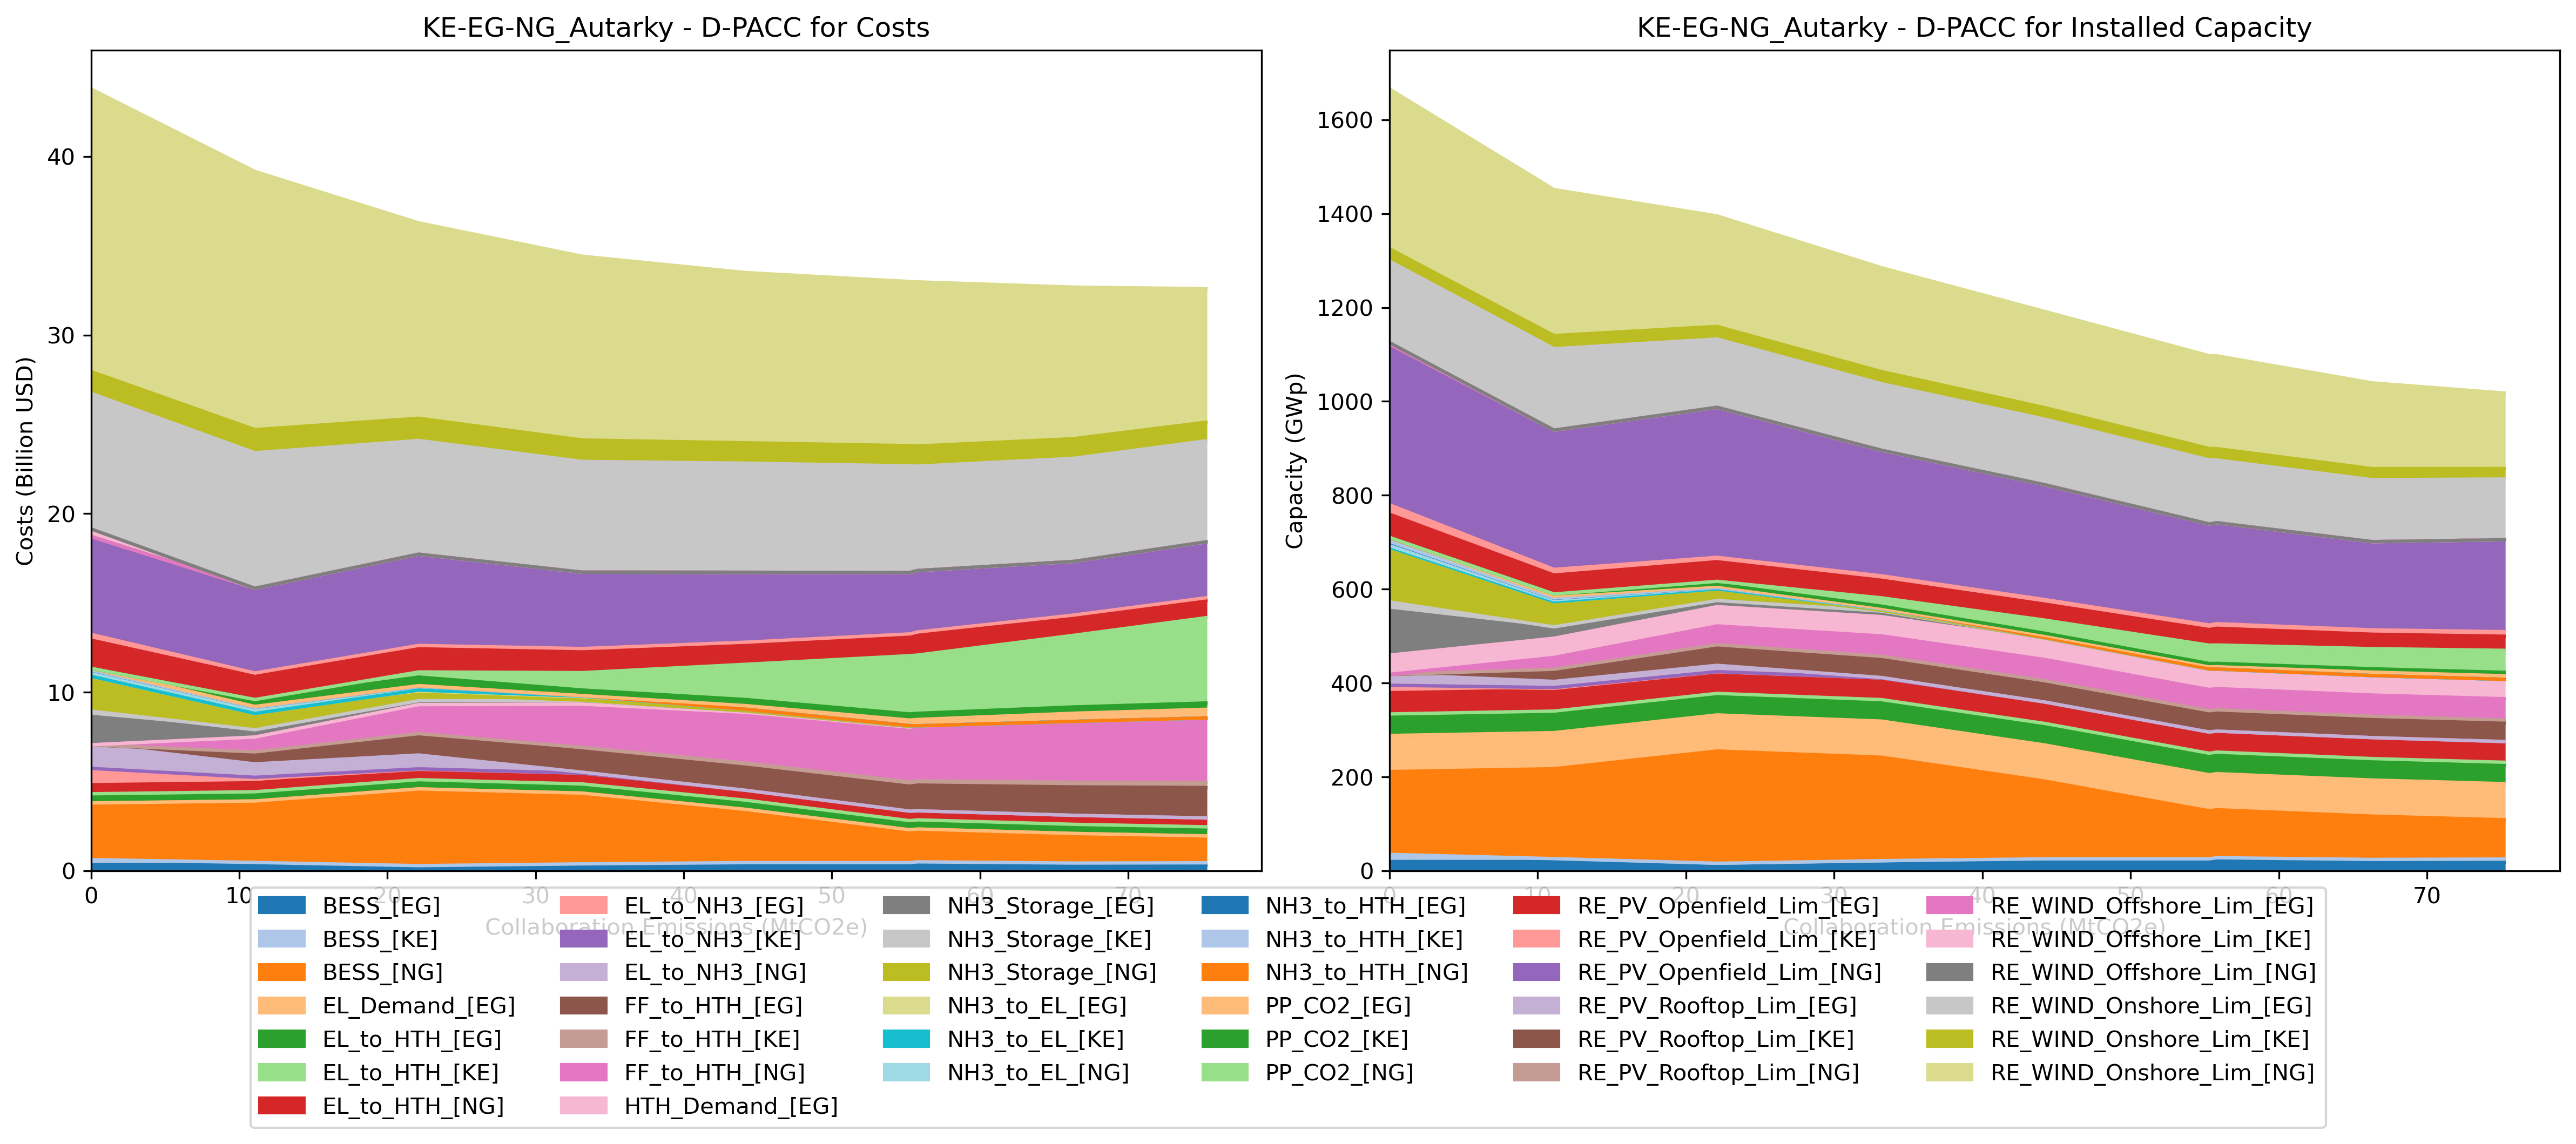 KE-EG-NG_Autarky - D-PACC for Costs
Costs (Billion USD)
40
30
20
10
0
0 10 20 30 40 50 60 70
Collaboration Emissions (MtCO2e)
KE-EG-NG_Autarky - D-PACC for Installed Capacity
Capacity (GWp)
1600
1400
1200
1000
800
600
400
200
0
0 10 20 30 40 50 60 70
Collaboration Emissions (MtCO2e)
BESS_[EG]
BESS_[KE]
BESS_[NG]
EL_Demand_[EG]
EL_to_HTH_[EG]
EL_to_HTH_[KE]
EL_to_HTH_[NG]
EL_to_NH3_[EG]
EL_to_NH3_[KE]
EL_to_NH3_[NG]
FF_to_HTH_[EG]
FF_to_HTH_[KE]
FF_to_HTH_[NG]
HTH_Demand_[EG]
NH3_Storage_[EG]
NH3_Storage_[KE]
NH3_Storage_[NG]
NH3_to_EL_[EG]
NH3_to_EL_[KE]
NH3_to_EL_[NG]
NH3_to_HTH_[EG]
NH3_to_HTH_[KE]
NH3_to_HTH_[NG]
PP_CO2_[EG]
PP_CO2_[KE]
PP_CO2_[NG]
RE_PV_Openfield_Lim_[EG]
RE_PV_Openfield_Lim_[KE]
RE_PV_Openfield_Lim_[NG]
RE_PV_Rooftop_Lim_[EG]
RE_PV_Rooftop_Lim_[KE]
RE_PV_Rooftop_Lim_[NG]
RE_WIND_Offshore_Lim_[EG]
RE_WIND_Offshore_Lim_[KE]
RE_WIND_Offshore_Lim_[NG]
RE_WIND_Onshore_Lim_[EG]
RE_WIND_Onshore_Lim_[KE]
RE_WIND_Onshore_Lim_[NG]